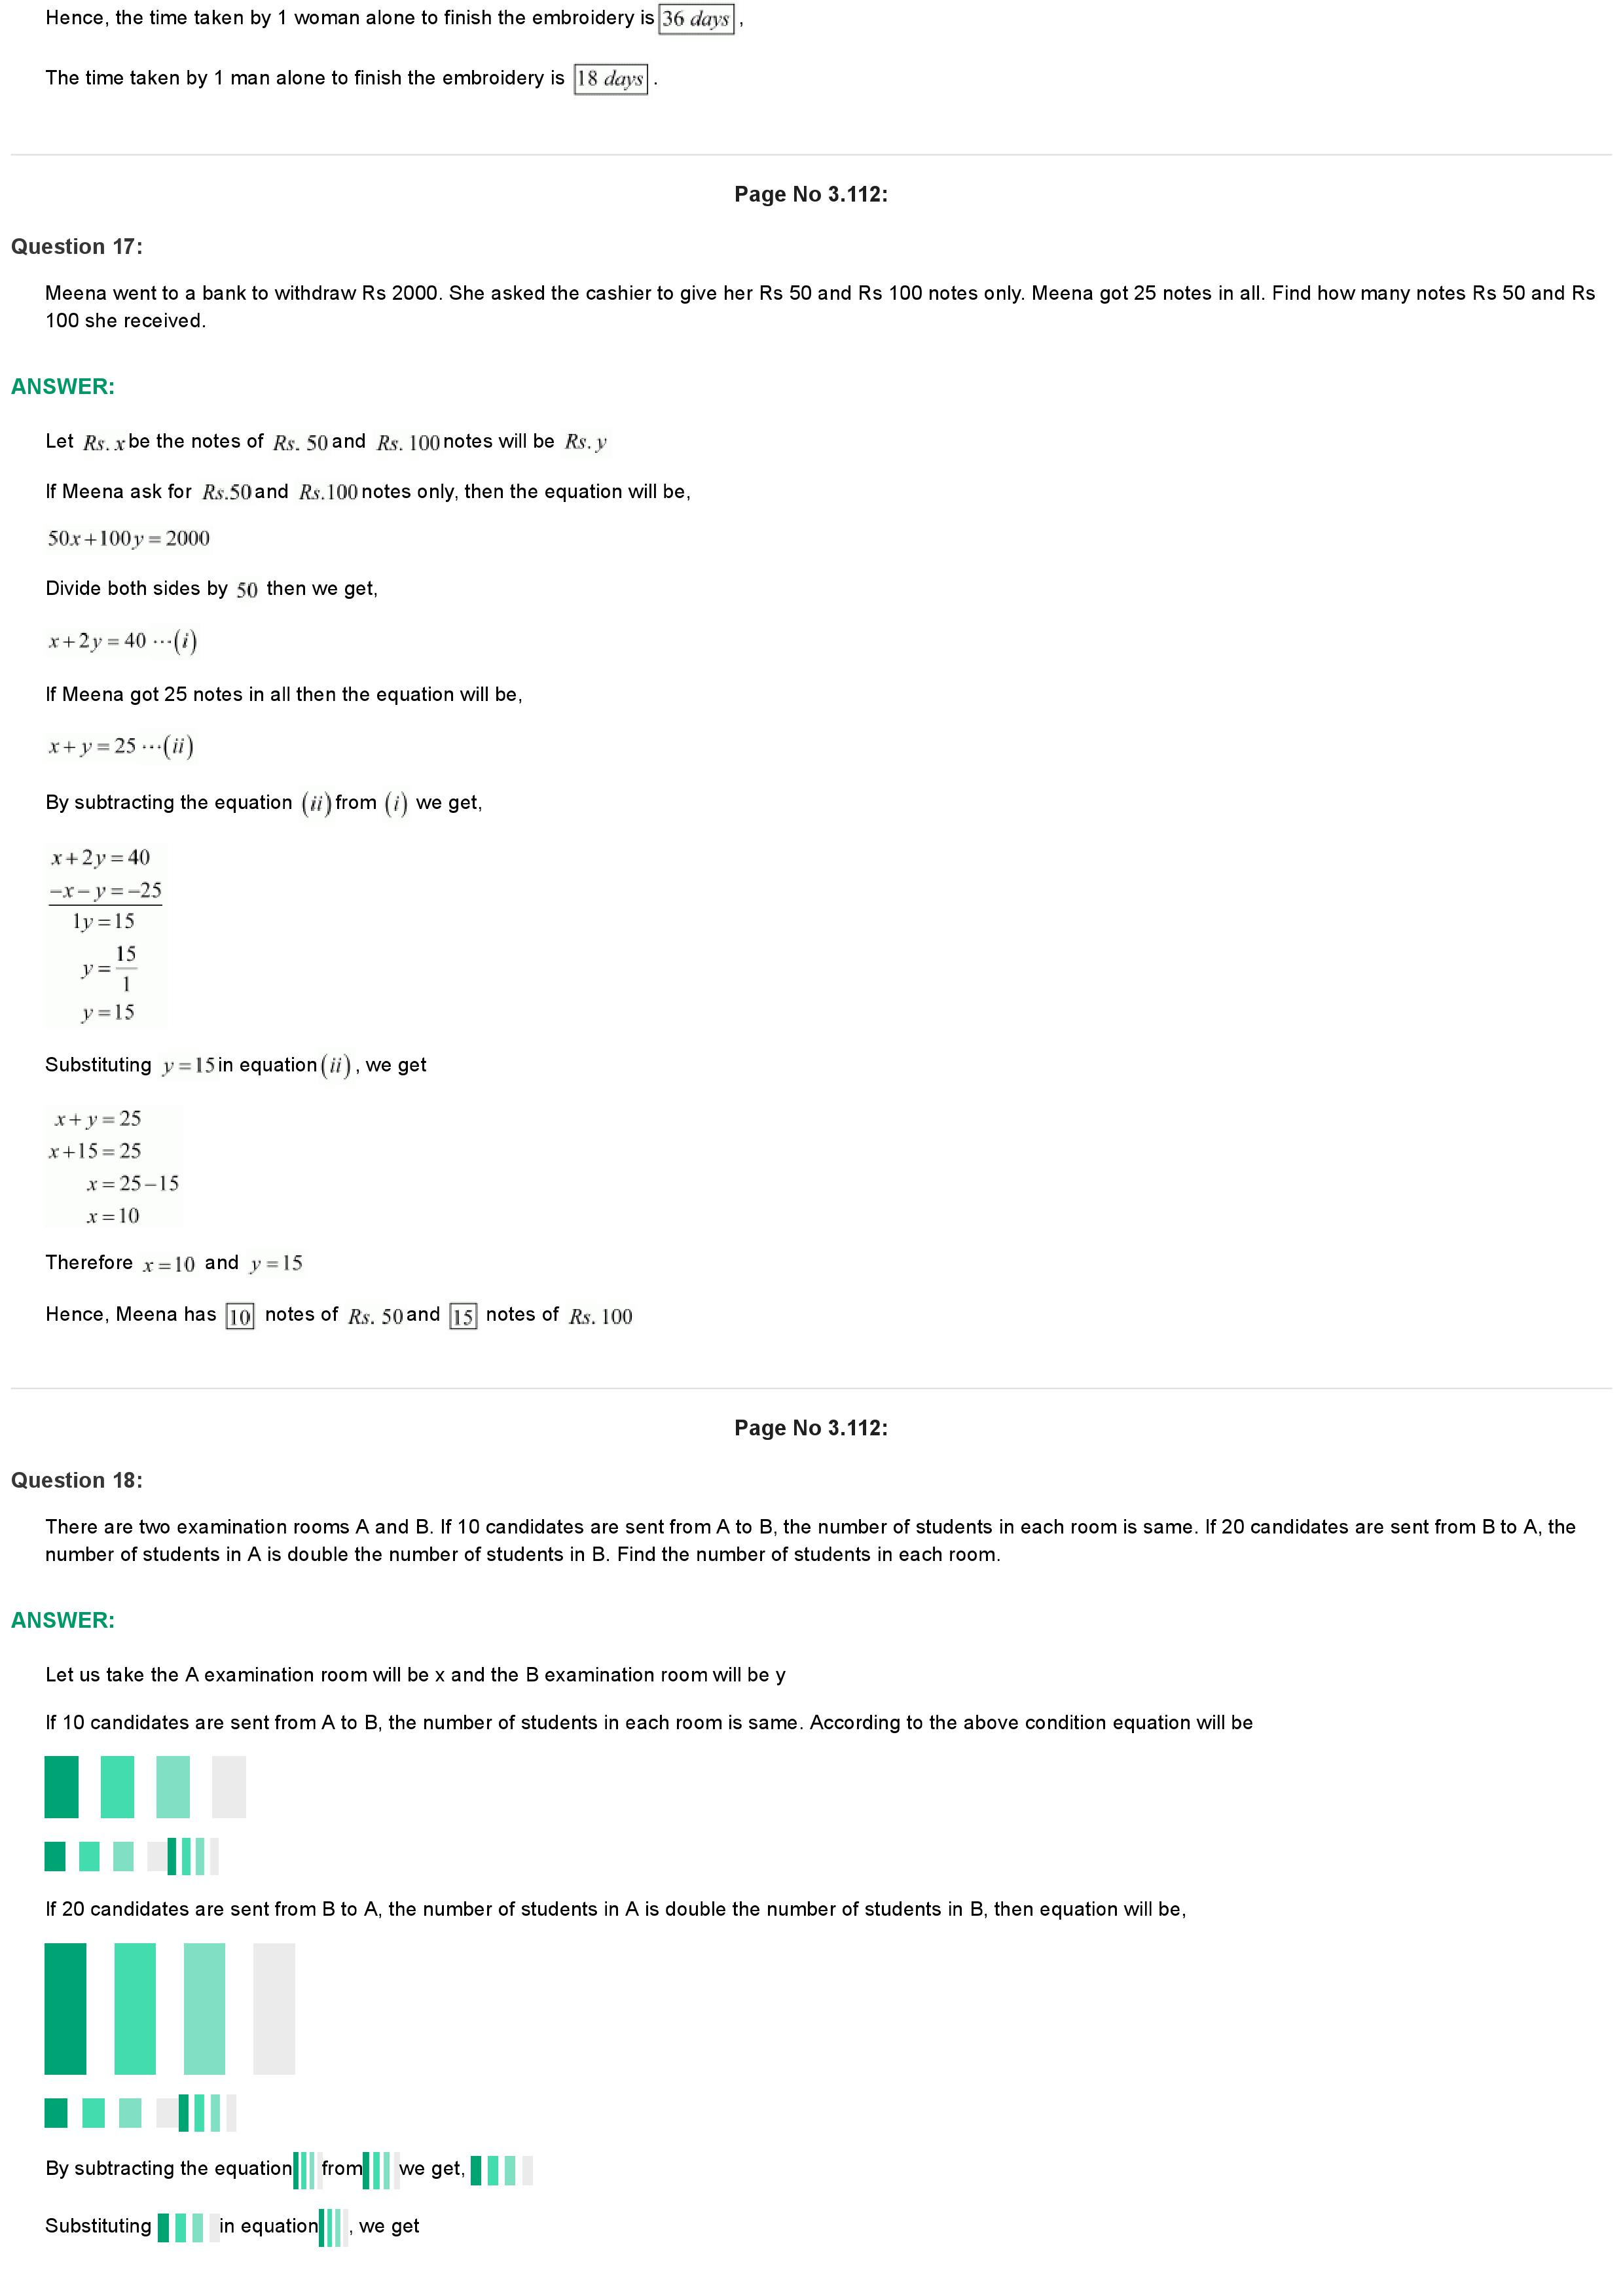 Hence, the time taken by 1 woman alone to finish the embroidery is 36 days,
The time taken by 1 man alone to finish the embroidery is 18 days.
Page No 3.112:
Question 17:
Meena went to a bank to withdraw Rs 2000. She asked the cashier to give her Rs 50 and Rs 100 notes only. Meena got 25 notes in all. Find how many notes Rs 50 and Rs
100 she received.
ANSWER:
Let Rs. x be the notes of Rs. 50 and Rs. 100 notes will be Rs. y
If Meena ask for Rs.50 and Rs.100 notes only, then the equation will be,
50x+100y = 2000
Divide both sides by 50 then we get,
x+2y = 40 ···(i)
If Meena got 25 notes in all then the equation will be,
x+y = 25 ···(ii)
By subtracting the equation (ii) from (i) we get,
x+2y = 40
−x−y = −25
1y = 15
y = 15/1
y = 15
Substituting y = 15 in equation (ii), we get
x+y = 25
x+15 = 25
x = 25−15
x = 10
Therefore x = 10 and y = 15
Hence, Meena has 10 notes of Rs. 50 and 15 notes of Rs. 100
Page No 3.112:
Question 18:
There are two examination rooms A and B. If 10 candidates are sent from A to B, the number of students in each room is same. If 20 candidates are sent from B to A, the
number of students in A is double the number of students in B. Find the number of students in each room.
ANSWER:
Let us take the A examination room will be x and the B examination room will be y
If 10 candidates are sent from A to B, the number of students in each room is same. According to the above condition equation will be
If 20 candidates are sent from B to A, the number of students in A is double the number of students in B, then equation will be,
By subtracting the equation from we get,
Substituting in equation , we get